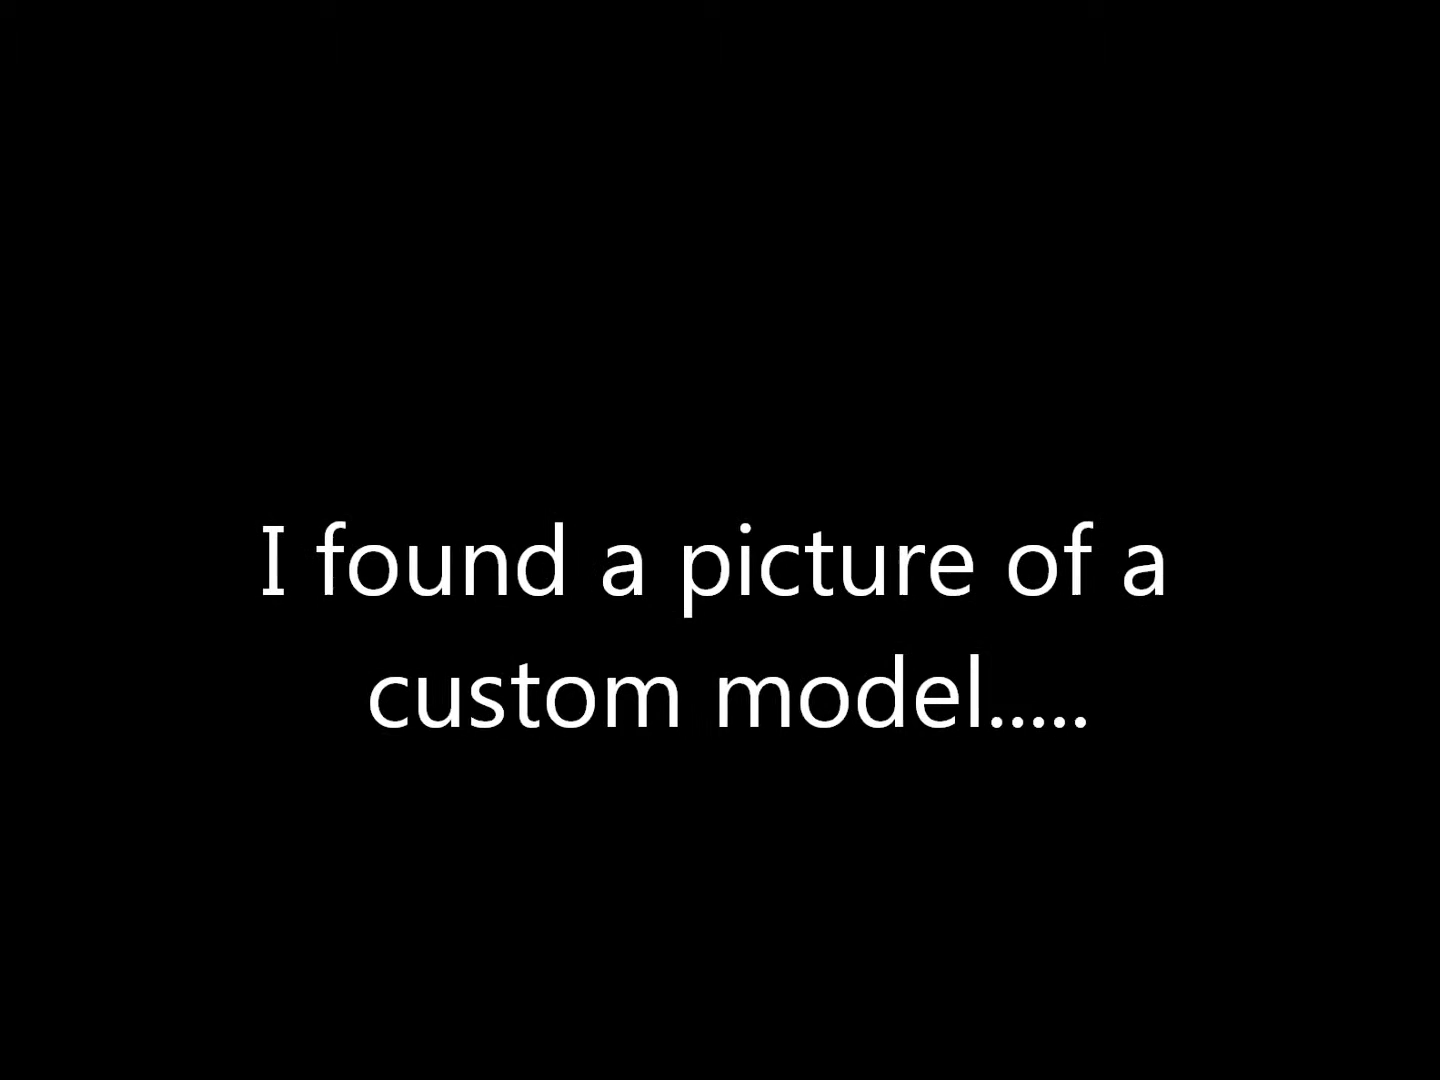 I found a picture of a
custom model.....